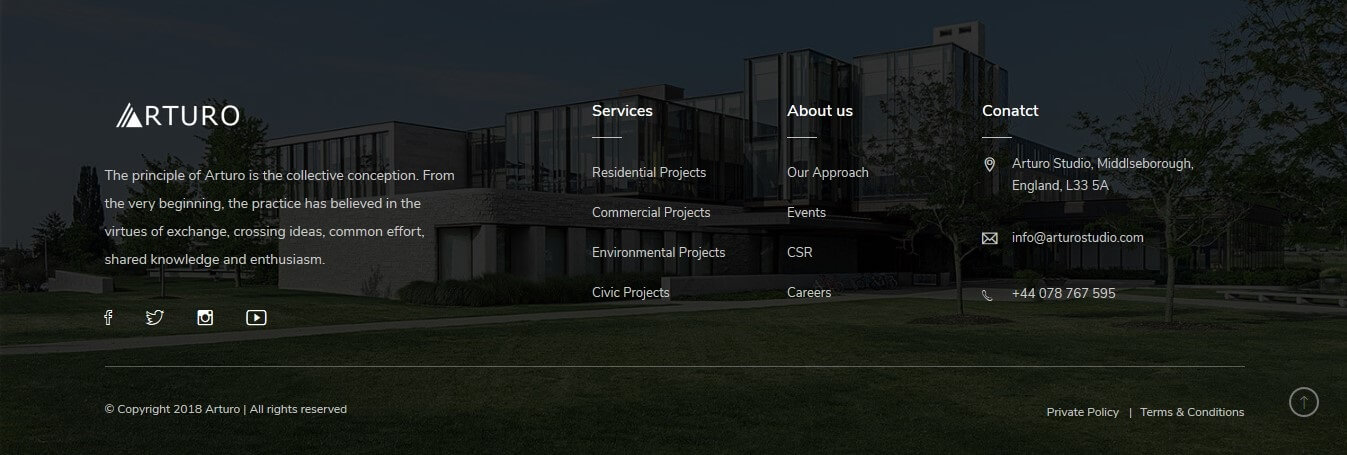 ARTURO
The principle of Arturo is the collective conception. From
the very beginning, the practice has believed in the
virtues of exchange, crossing ideas, common effort,
shared knowledge and enthusiasm.
Services
Residential Projects
Commercial Projects
Environmental Projects
Civic Projects
About us
Our Approach
Events
CSR
Careers
Conatct
Arturo Studio, Middlseborough,
England, L33 5A
info@arturostudio.com
+44 078 767 595
© Copyright 2018 Arturo | All rights reserved
Private Policy | Terms & Conditions